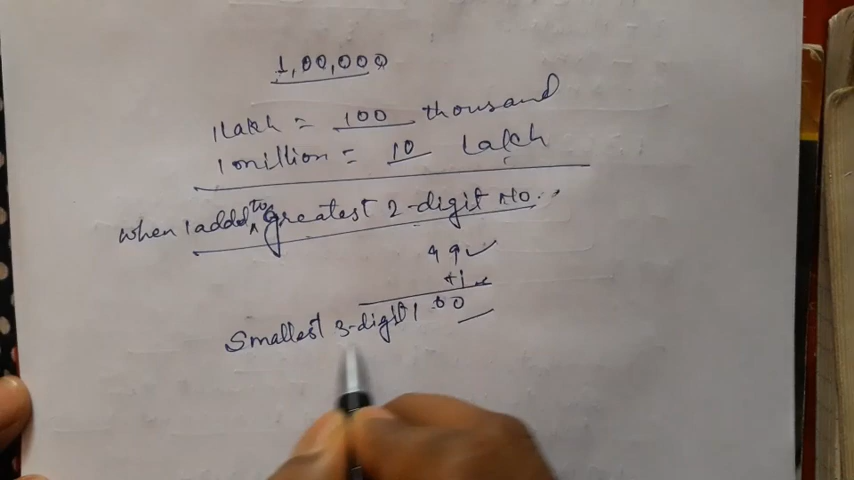 1,00,000
1 Lakh = 100 thousand
1 million = 10 Lakh
when 1 added to greatest 2-digit No.
99
+1
Smallest 3-digit 100